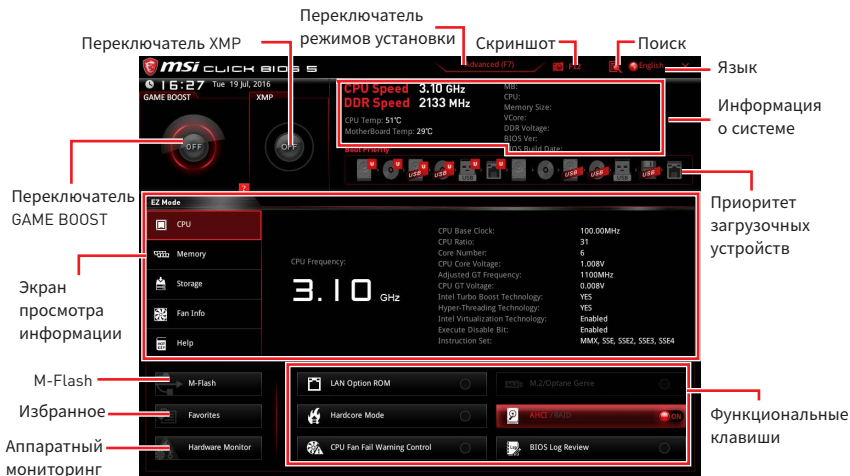 Переключатель
режимов установки
Переключатель XMP
Скриншот
Поиск
Язык
Информация
о системе
Приоритет
загрузочных
устройств
Переключатель
GAME BOOST
Экран
просмотра
информации
M-Flash
Избранное
Аппаратный
мониторинг
Функциональные
клавиши
msi CLICK BIOS 5
Advanced (F7)
F12
English
X
16:27 Tue 19 Jul, 2016
GAME BOOST
XMP
OFF
OFF
?
CPU Speed 3.10 GHz
DDR Speed 2133 MHz
CPU Temp: 51°C
MotherBoard Temp: 29°C
MB:
CPU:
Memory Size:
VCore:
DDR Voltage:
BIOS Ver:
BIOS Build Date:
Boot Priority
U U USB U USB U USB U U USB USB USB USB
EZ Mode
CPU
Memory
Storage
Fan Info
Help
CPU Frequency:
3.10 GHz
CPU Base Clock: 100.00MHz
CPU Ratio: 31
Core Number: 6
CPU Core Voltage: 1.008V
Adjusted GT Frequency: 1100MHz
CPU GT Voltage: 0.008V
Intel Turbo Boost Technology: YES
Hyper-Threading Technology: YES
Intel Virtualization Technology: Enabled
Execute Disable Bit: Enabled
Instruction Set: MMX, SSE, SSE2, SSE3, SSE4
M-Flash
Favorites
Hardware Monitor
LAN Option ROM
M.2/Optane Genie
Hardcore Mode
AHCI /RAID
ON
CPU Fan Fail Warning Control
BIOS Log Review